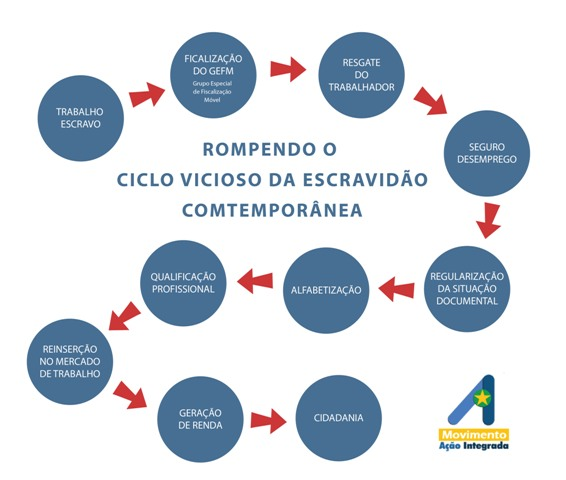 TRABALHO
ESCRAVO
FICALIZAÇÃO
DO GEFM
Grupo Especial
de Fiscalização
Móvel
RESGATE
DO
TRABALHADOR
SEGURO
DESEMPREGO
ROMPENDO O
CICLO VICIOSO DA ESCRAVIDÃO
COMTEMPORÂNEA
REGULARIZAÇÃO
DA SITUAÇÃO
DOCUMENTAL
ALFABETIZAÇÃO
QUALIFICAÇÃO
PROFISSIONAL
REINSERÇÃO
NO MERCADO
DE TRABALHO
GERAÇÃO
DE RENDA
CIDADANIA
Movimento
Ação Integrada